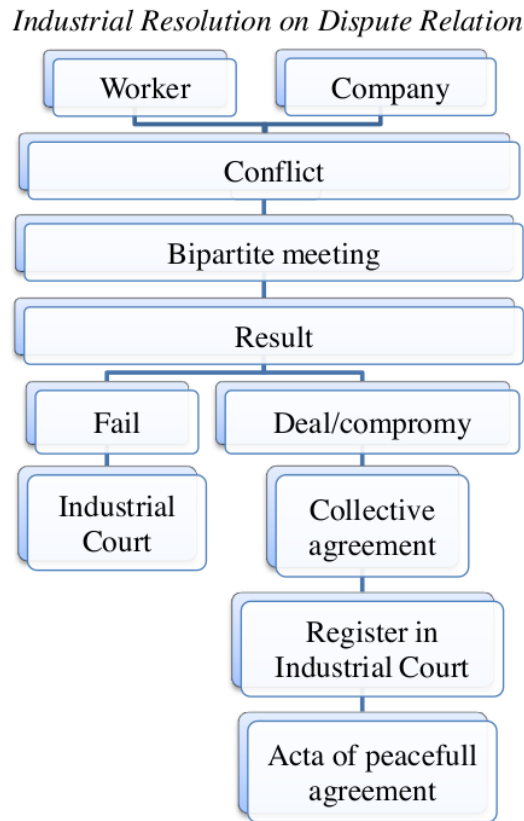 Industrial Resolution on Dispute Relation
Worker
Company
Conflict
Bipartite meeting
Result
Fail
Deal/compromy
Industrial
Court
Collective
agreement
Register in
Industrial Court
Acta of peacefull
agreement